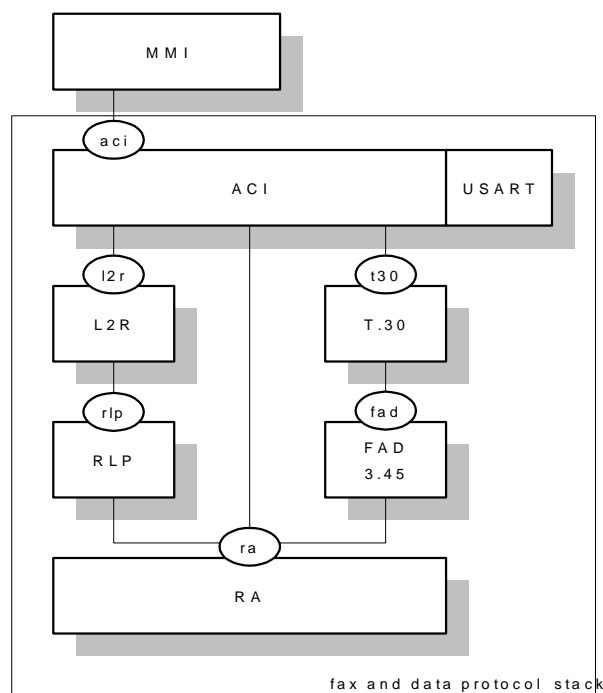 MMI
aci
ACI
USART
l2r
t30
L2R
T.30
rlp
fad
RLP
FAD
3.45
ra
RA
fax and data protocol stack